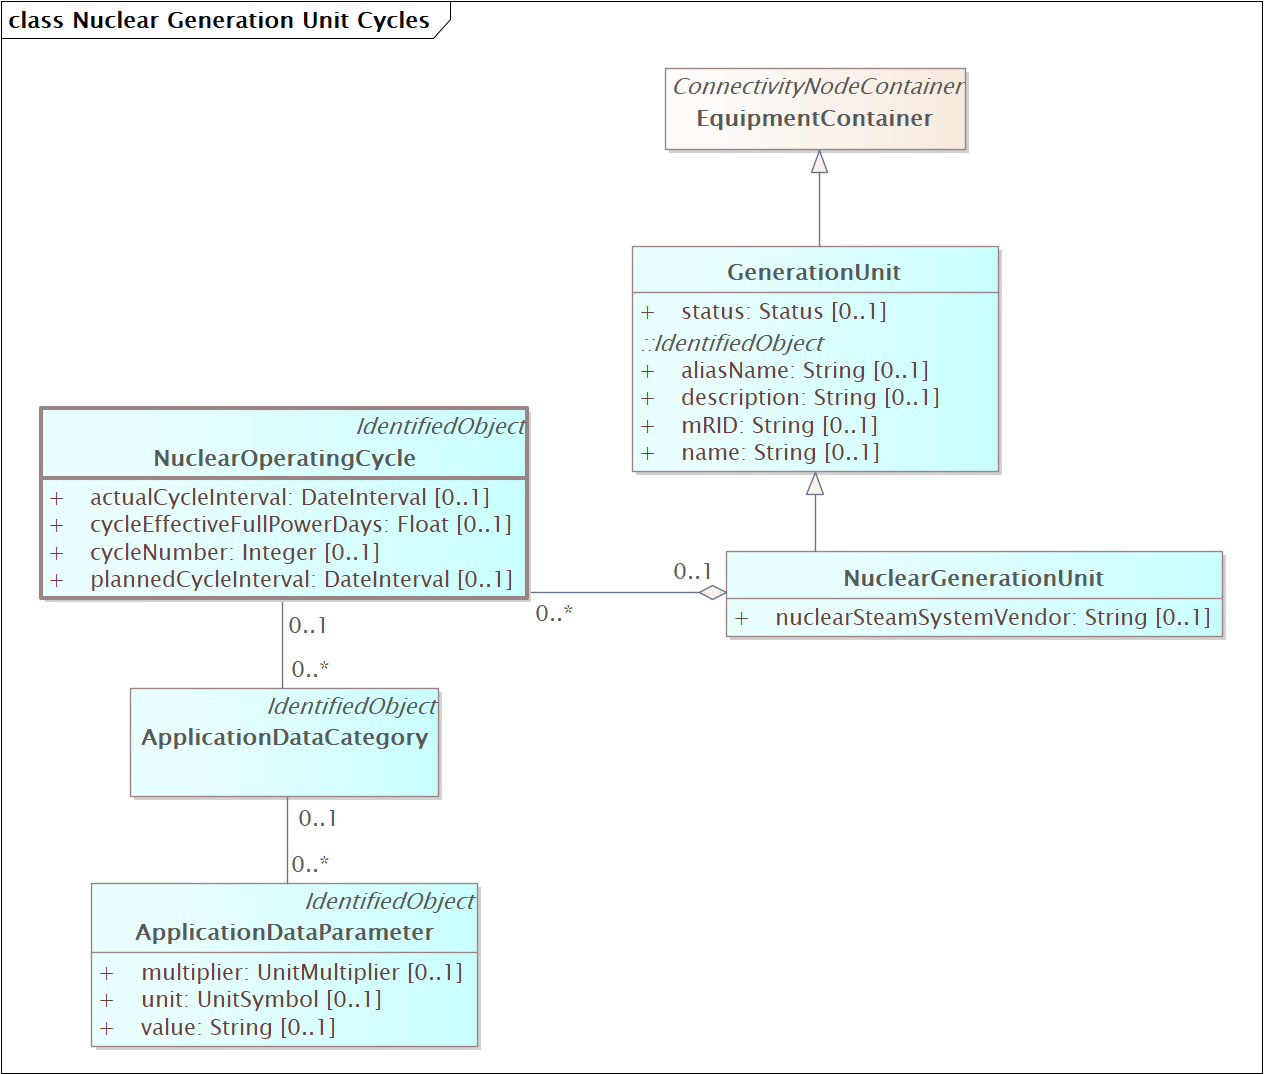 class Nuclear Generation Unit Cycles
ConnectivityNodeContainer
EquipmentContainer
GenerationUnit
+ status: Status [0..1]
::IdentifiedObject
+ aliasName: String [0..1]
+ description: String [0..1]
+ mRID: String [0..1]
+ name: String [0..1]
IdentifiedObject
NuclearOperatingCycle
+ actualCycleInterval: DateInterval [0..1]
+ cycleEffectiveFullPowerDays: Float [0..1]
+ cycleNumber: Integer [0..1]
+ plannedCycleInterval: DateInterval [0..1]
0..1
0..*
NuclearGenerationUnit
+ nuclearSteamSystemVendor: String [0..1]
0..1
0..*
IdentifiedObject
ApplicationDataCategory
0..1
0..*
IdentifiedObject
ApplicationDataParameter
+ multiplier: UnitMultiplier [0..1]
+ unit: UnitSymbol [0..1]
+ value: String [0..1]